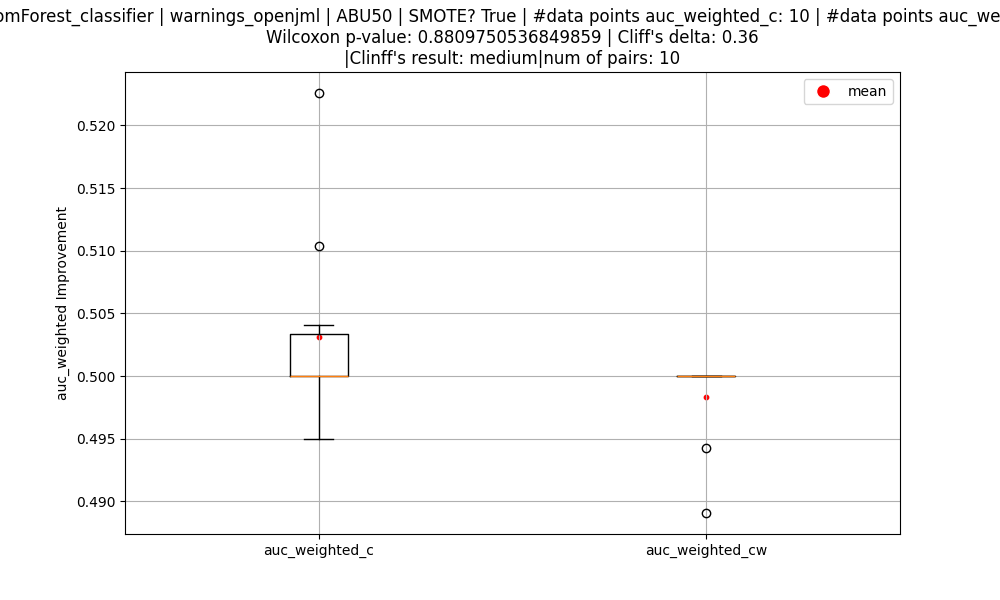 omForest_classifier | warnings_openjml | ABU50 | SMOTE? True | #data points auc_weighted_c: 10 | #data points auc_we
Wilcoxon p-value: 0.8809750536849859 | Cliff's delta: 0.36
|Clinff's result: medium|num of pairs: 10
mean
0.520
0.515
0.510
0.505
0.500
0.495
0.490
auc_weighted Improvement
auc_weighted_c
auc_weighted_cw